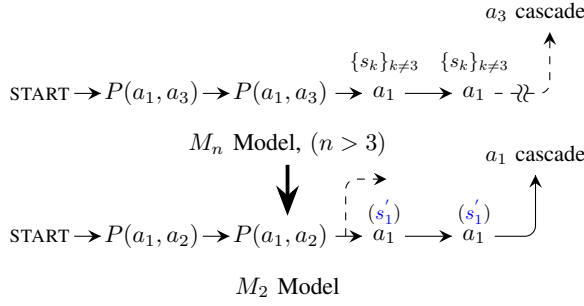 a₃ cascade
{sₖ}ₖ≠₃ {sₖ}ₖ≠₃
START P(a₁, a₃) P(a₁, a₃) a₁ a₁
Mₙ Model, (n > 3)
a₁ cascade
(s₁′) (s₁′)
START P(a₁, a₂) P(a₁, a₂) a₁ a₁
M₂ Model